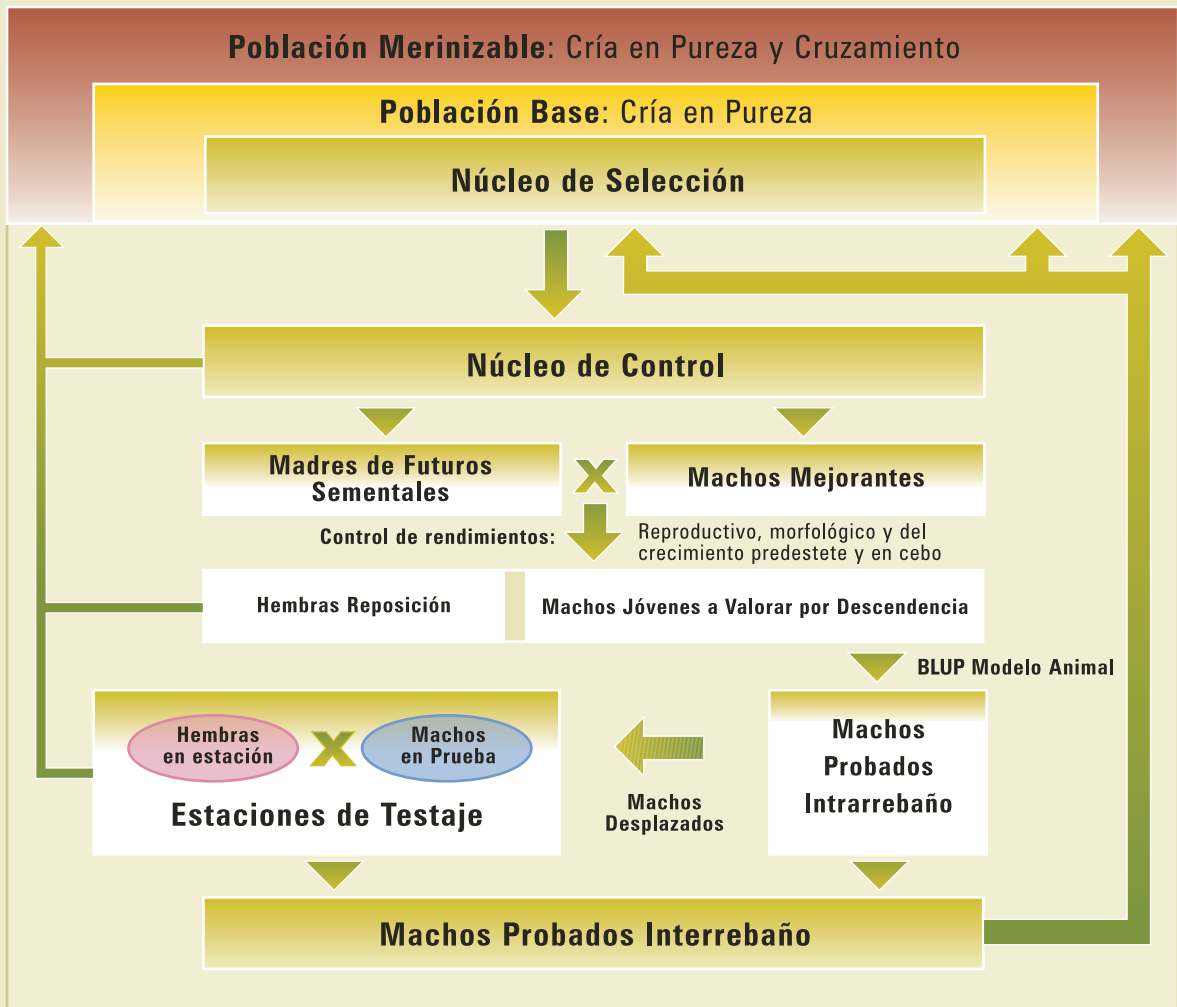 Población Merinizable: Cría en Pureza y Cruzamiento
Población Base: Cría en Pureza
Núcleo de Selección
Núcleo de Control
Madres de Futuros
Sementales
X
Machos Mejorantes
Control de rendimientos:
Reproductivo, morfológico y del
crecimiento predestete y en cebo
Hembras Reposición
Machos Jóvenes a Valorar por Descendencia
BLUP Modelo Animal
Hembras
en estación
X
Machos
en Prueba
Estaciones de Testaje
Machos
Desplazados
Machos
Probados
Intrarrebaño
Machos Probados Interrebaño